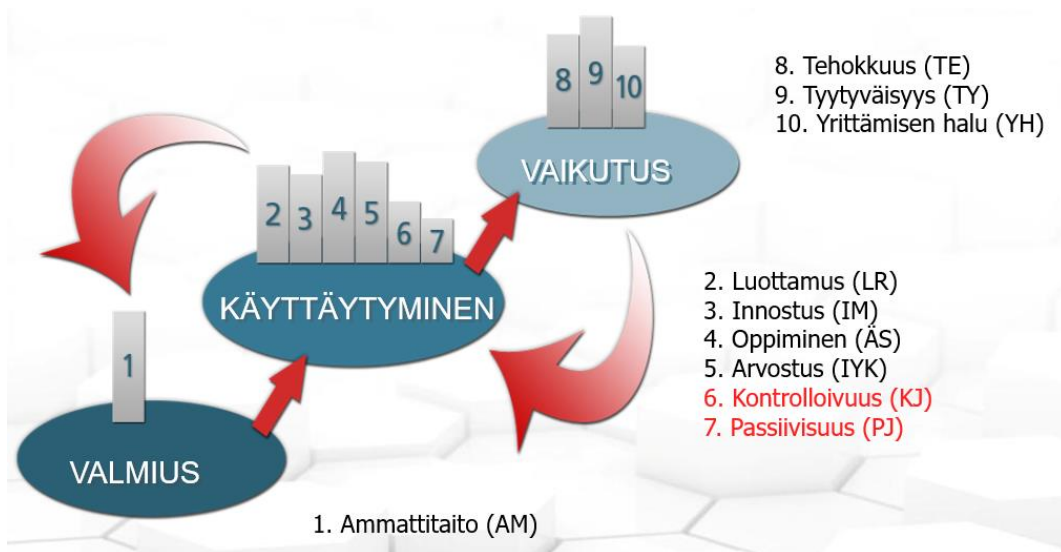 8
9
10
8. Tehokkuus (TE)
9. Tyytyväisyys (TY)
10. Yrittämisen halu (YH)
VAIKUTUS
2
3
4
5
6
7
KÄYTTÄYTYMINEN
2. Luottamus (LR)
3. Innostus (IM)
4. Oppiminen (ÄS)
5. Arvostus (IYK)
6. Kontrolloivuus (KJ)
7. Passiivisuus (PJ)
1
VALMIUS
1. Ammattitaito (AM)